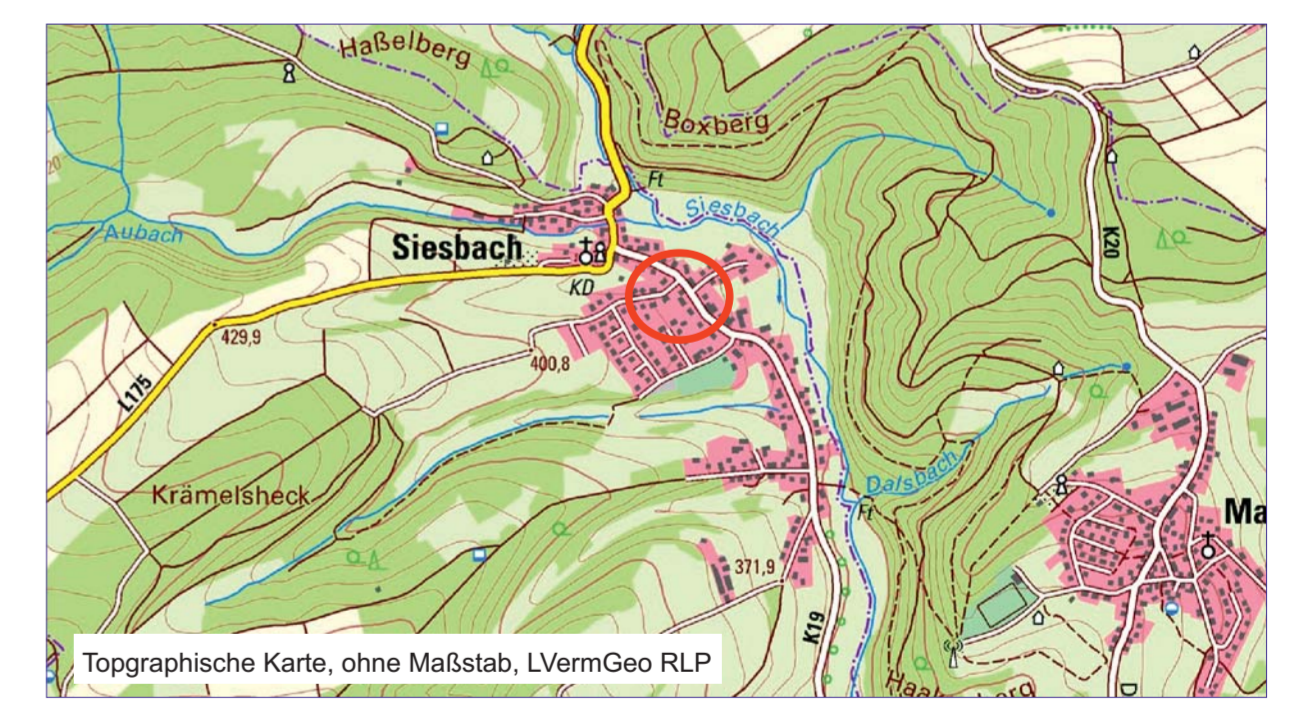 Haßelberg
Boxberg
Ft
Siesbach
Aubach
Siesbach
K20
KD
429,9
400,8
L175
Krämelsheck
Dalsbach
Ft
Ma
371,9
K19
Topgraphische Karte, ohne Maßstab, LVermGeo RLP
D